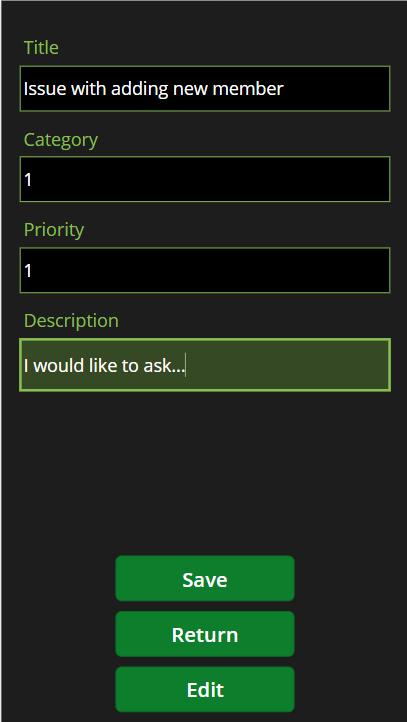 Title
Issue with adding new member
Category
1
Priority
1
Description
I would like to ask...
Save
Return
Edit